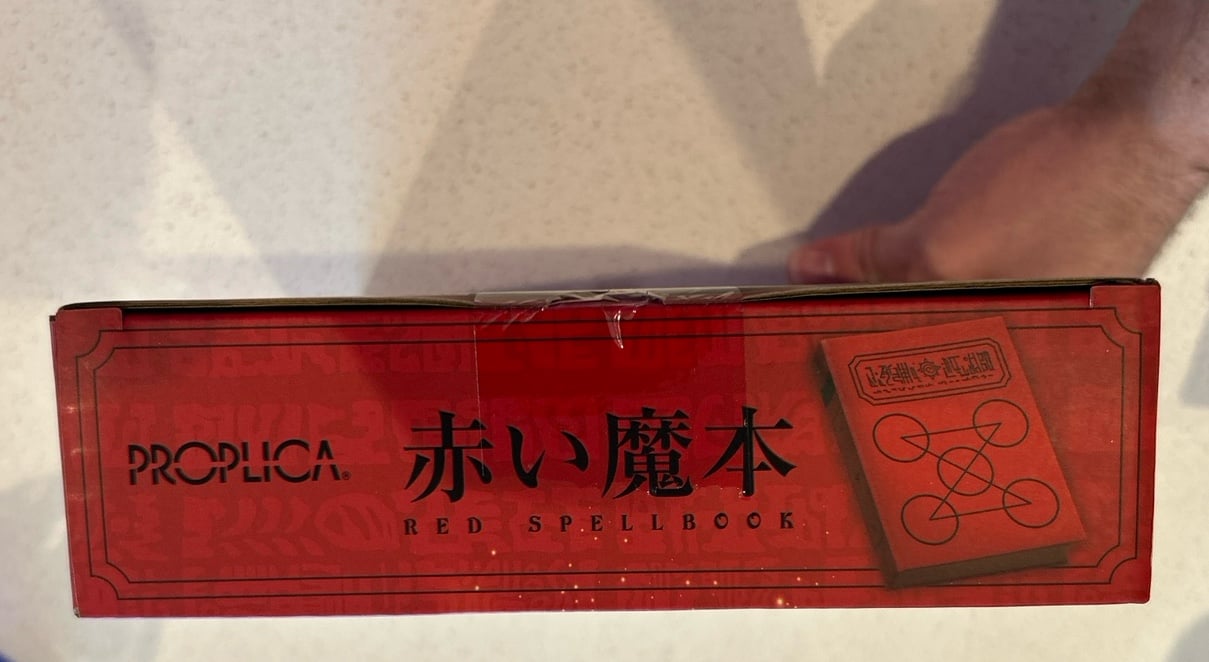 PROPLICA®
赤い魔本
RED SPELLBOOK